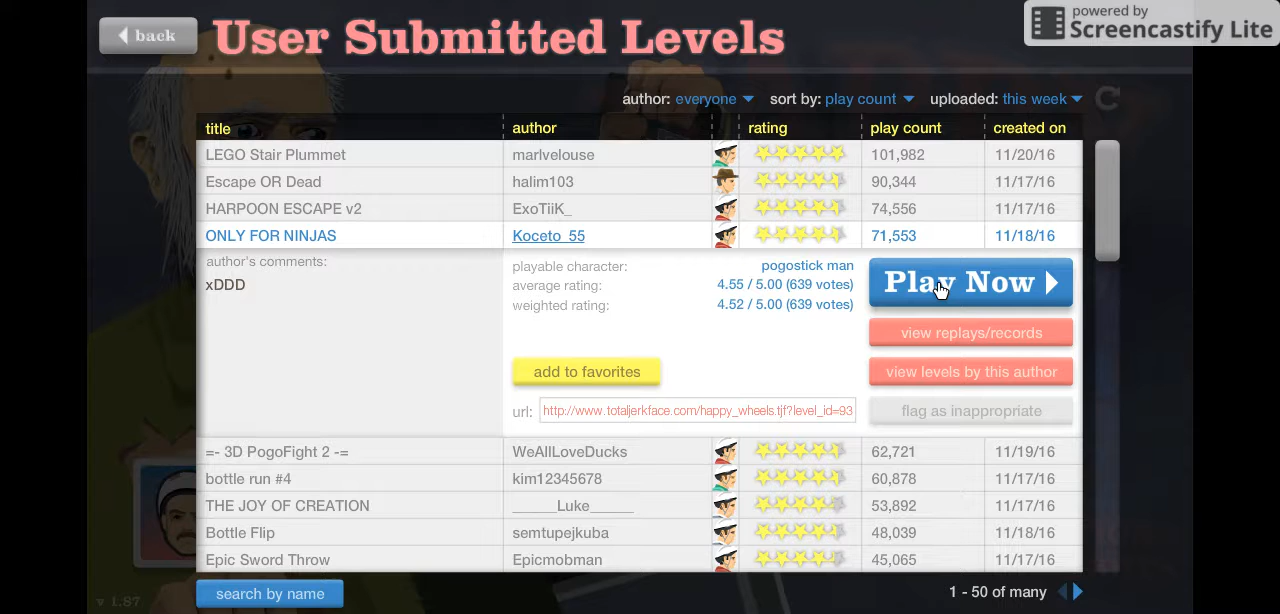 back
User Submitted Levels
powered by
Screencastify Lite
author: everyone sort by: play count uploaded: this week
title author rating play count created on
LEGO Stair Plummet marlvelouse 101,982 11/20/16
Escape OR Dead halim103 90,344 11/17/16
HARPOON ESCAPE v2 ExoTiiK_ 74,556 11/17/16
ONLY FOR NINJAS Koceto_55 71,553 11/18/16
author's comments:
xDDD
playable character: pogostick man
average rating: 4.55 / 5.00 (639 votes)
weighted rating: 4.52 / 5.00 (639 votes)
Play Now
view replays/records
add to favorites
view levels by this author
url: http://www.totaljerkface.com/happy_wheels.tjf?level_id=93
flag as inappropriate
=- 3D PogoFight 2 -= WeAllLoveDucks 62,721 11/19/16
bottle run #4 kim12345678 60,878 11/17/16
THE JOY OF CREATION ______Luke______ 53,892 11/17/16
Bottle Flip semtupejkuba 48,039 11/18/16
Epic Sword Throw Epicmobman 45,065 11/17/16
search by name
1 - 50 of many
v 1.87